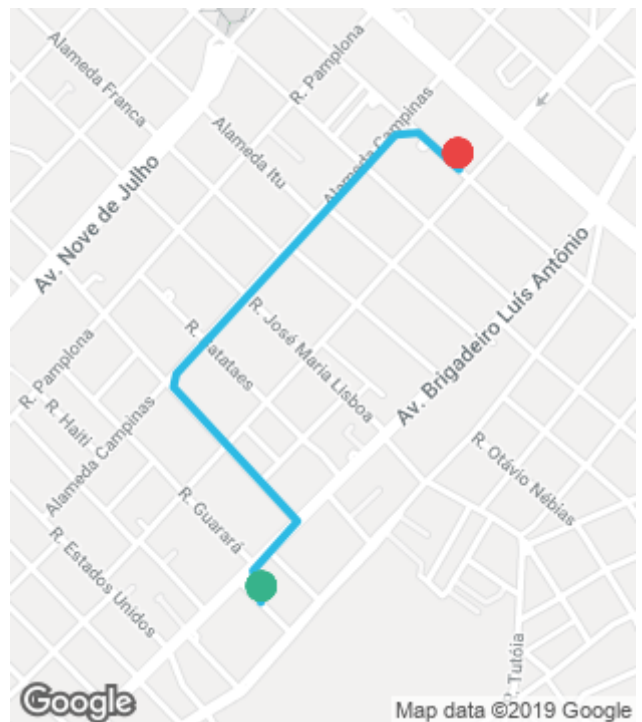 Alameda Franca
R. Pamplona
Alameda Campinas
Alameda Itu
Av. Nove de Julho
Av. Brigadeiro Luís Antônio
R. José Maria Lisboa
R. Pamplona
R. Haiti
Alameda Campinas
R. Otávio Nébias
R. Guarará
R. Estados Unidos
R. Tutóia
Google
Map data ©2019 Google